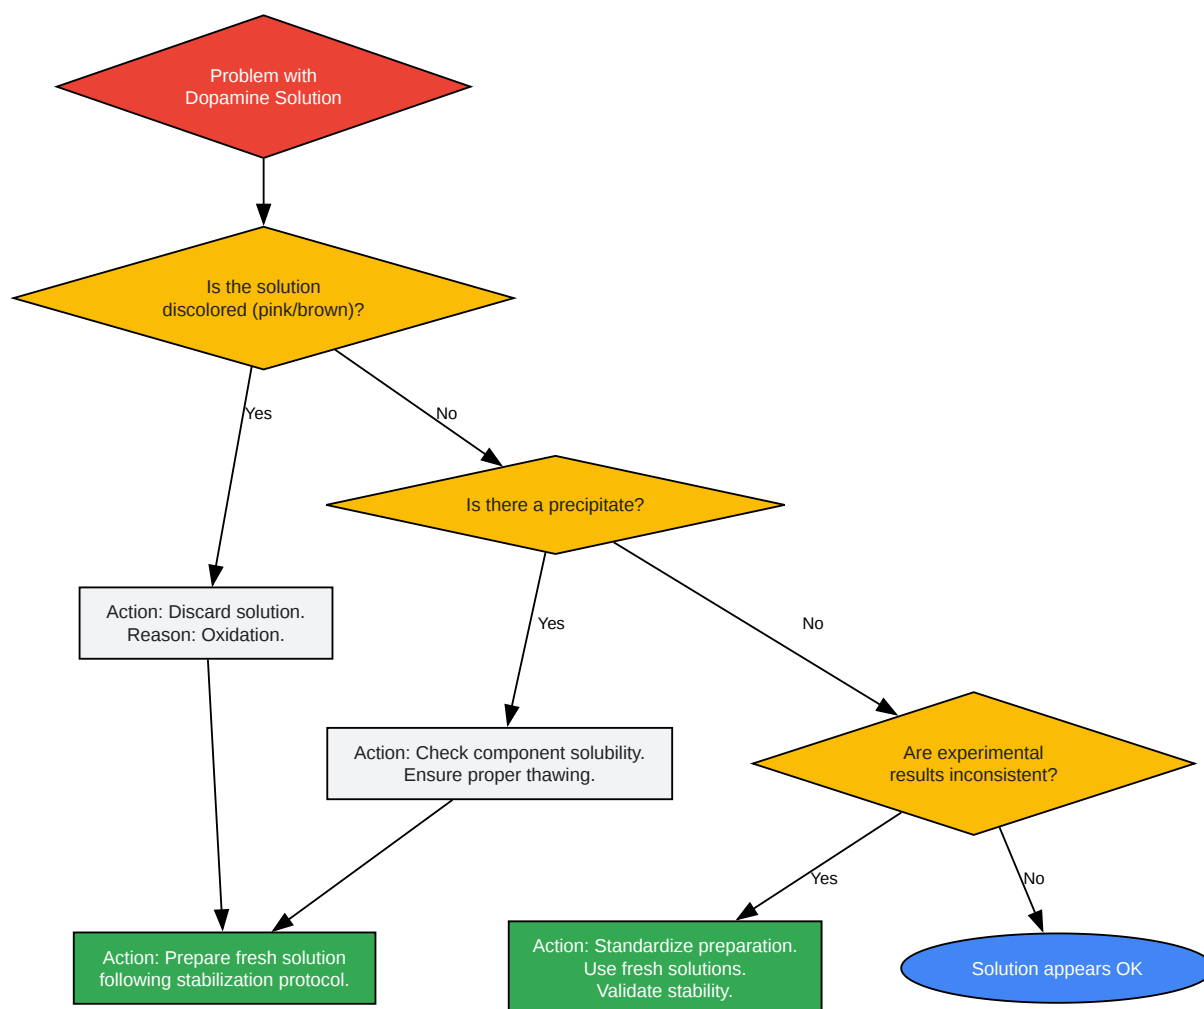 Problem with
Dopamine Solution
Is the solution
discolored (pink/brown)?
Yes
No
Is there a precipitate?
Action: Discard solution.
Reason: Oxidation.
Yes
No
Action: Check component solubility.
Ensure proper thawing.
Are experimental
results inconsistent?
Yes
No
Action: Prepare fresh solution
following stabilization protocol.
Action: Standardize preparation.
Use fresh solutions.
Validate stability.
Solution appears OK